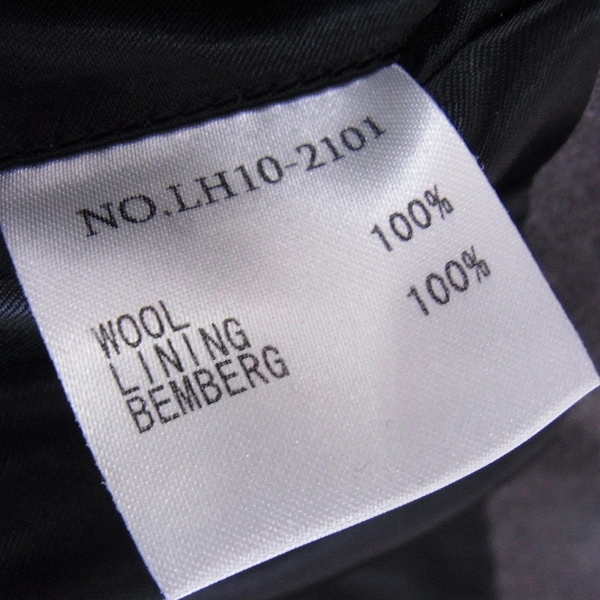 NO.LH10-2101
WOOL 100%
LINING
BEMBERG 100%